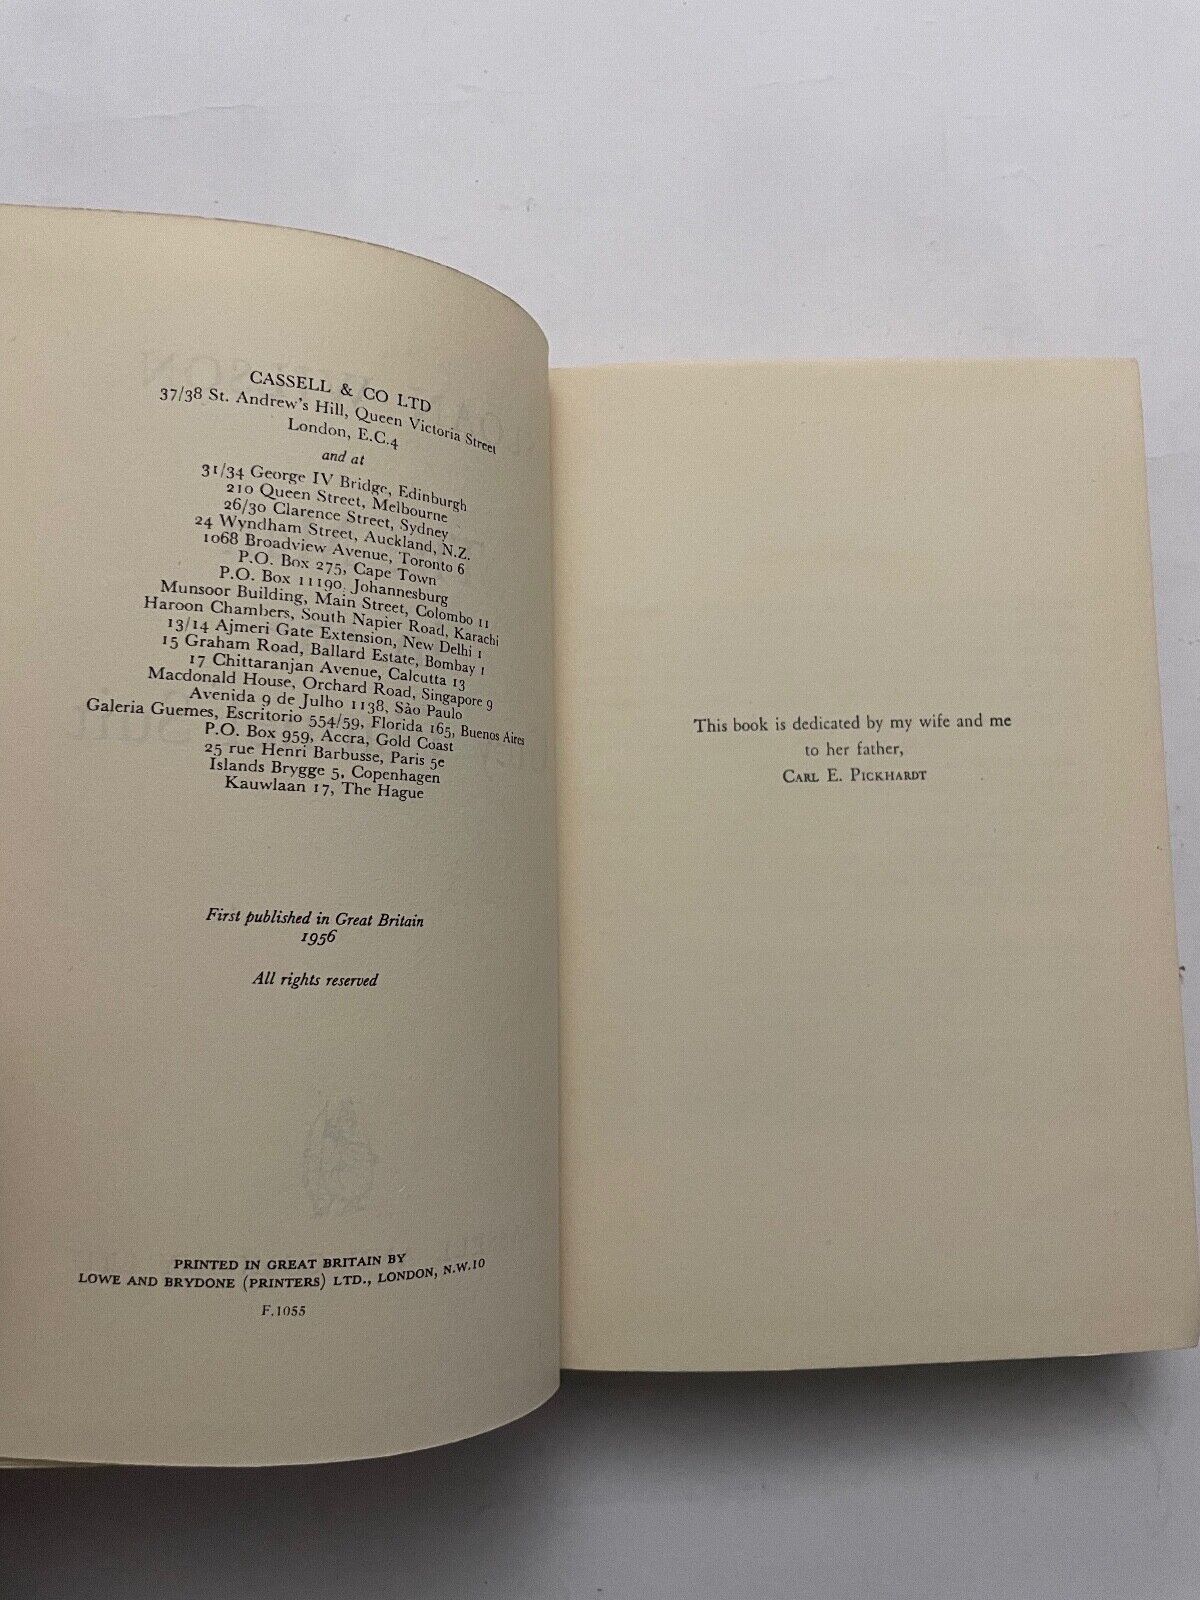 CASSELL & CO LTD
37/38 St. Andrew's Hill, Queen Victoria Street
London, E.C.4
and at
31/34 George IV Bridge, Edinburgh
210 Queen Street, Melbourne
26/30 Clarence Street, Sydney
24 Wyndham Street, Auckland, N.Z.
1068 Broadview Avenue, Toronto 6
P.O. Box 275, Cape Town
P.O. Box 11190, Johannesburg
Munsoor Building, Main Street, Colombo 11
Haroon Chambers, South Napier Road, Karachi
13/14 Ajmeri Gate Extension, New Delhi 1
15 Graham Road, Ballard Estate, Bombay 1
17 Chittaranjan Avenue, Calcutta 13
Macdonald House, Orchard Road, Singapore 9
Avenida 9 de Julho 1138, São Paulo
Galeria Guemes, Escritorio 554/59, Florida 165, Buenos Aires
P.O. Box 959, Accra, Gold Coast
25 rue Henri Barbusse, Paris 5e
Islands Brygge 5, Copenhagen
Kauwlaan 17, The Hague
First published in Great Britain
1956
All rights reserved
PRINTED IN GREAT BRITAIN BY
LOWE AND BRYDONE (PRINTERS) LTD., LONDON, N.W.10
F.1055
This book is dedicated by my wife and me
to her father,
CARL E. PICKHARDT